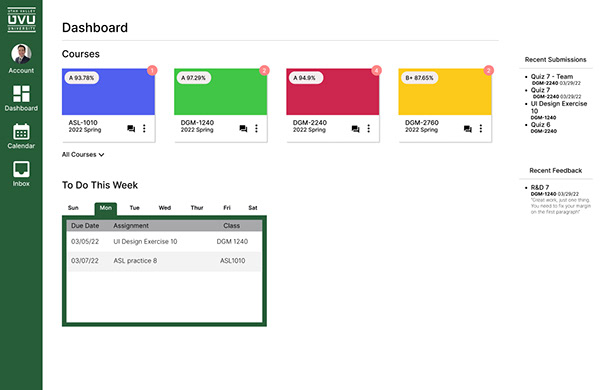 UTAH VALLEY
UVU
UNIVERSITY
Account
Dashboard
Calendar
Inbox
Dashboard
Courses
A 93.78%
1
ASL-1010
2022 Spring
A 97.29%
3
DGM-1240
2022 Spring
A 94.9%
4
DGM-2240
2022 Spring
B+ 87.65%
2
DGM-2760
2022 Spring
All Courses
To Do This Week
Sun Mon Tue Wed Thur Fri Sat
Due Date Assignment Class
03/05/22 UI Design Exercise 10 DGM 1240
03/07/22 ASL practice 8 ASL1010
Recent Submissions
Quiz 7 - Team
DGM-2240 03/29/22
Quiz 7
DGM-2240 03/29/22
UI Design Exercise
10
DGM-1240
Quiz 6
DGM-2240
Recent Feedback
R&D 7
DGM-1240 03/29/22
"Great work, just one thing
You need to fix your margin
on the first paragraph!"